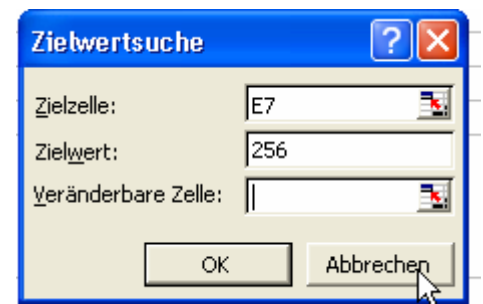 Zielwertsuche
Zielzelle: E7
Zielwert: 256
Veränderbare Zelle:
OK Abbrechen